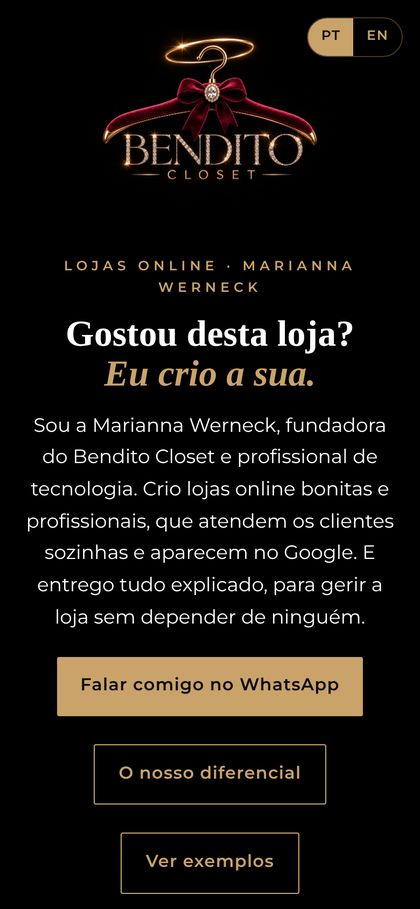 PT EN
BENDITO
CLOSET
LOJAS ONLINE · MARIANNA
WERNECK
Gostou desta loja?
Eu crio a sua.
Sou a Marianna Werneck, fundadora
do Bendito Closet e profissional de
tecnologia. Crio lojas online bonitas e
profissionais, que atendem os clientes
sozinhas e aparecem no Google. E
entrego tudo explicado, para gerir a
loja sem depender de ninguém.
Falar comigo no WhatsApp
O nosso diferencial
Ver exemplos